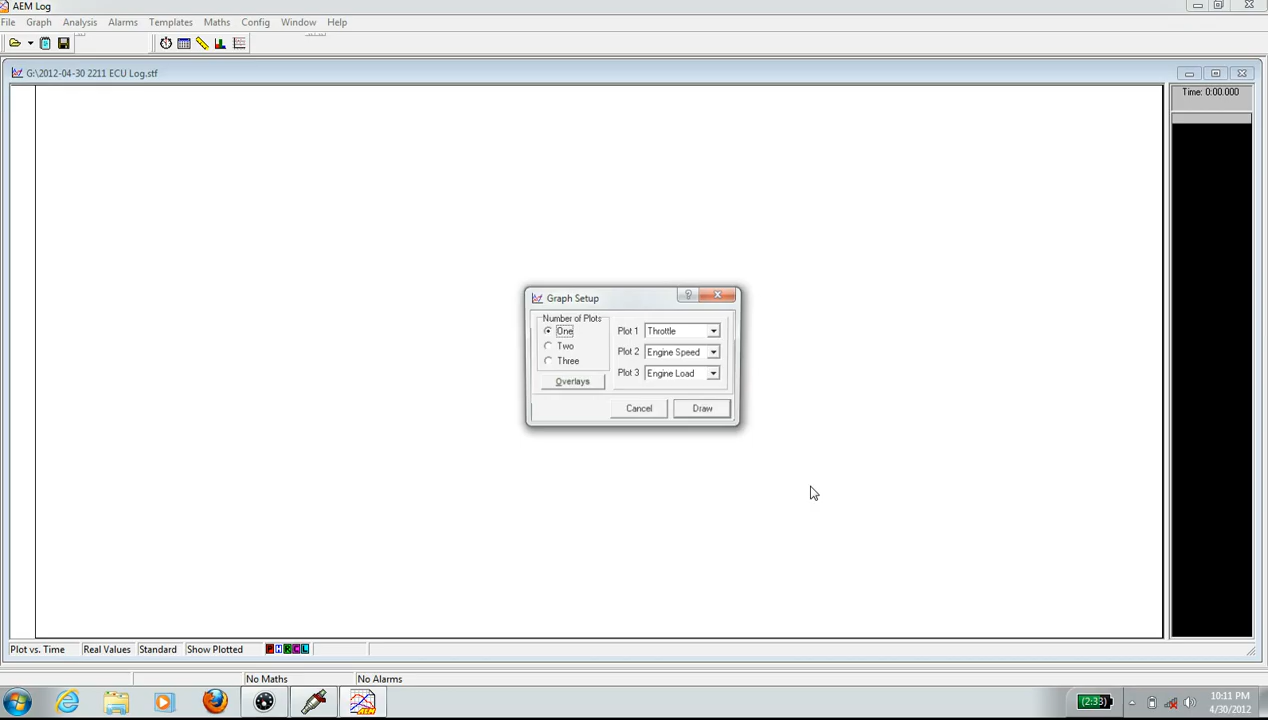 AEM Log
File Graph Analysis Alarms Templates Maths Config Window Help
G:\2012-04-30 2211 ECU Log.stf
Time: 0:00.000
Graph Setup
Number of Plots
One
Two
Three
Overlays
Plot 1 Throttle
Plot 2 Engine Speed
Plot 3 Engine Load
Cancel Draw
Plot vs. Time Real Values Standard Show Plotted P H R C L
No Maths No Alarms
AEM
(2:33) 10:11 PM
4/30/2012